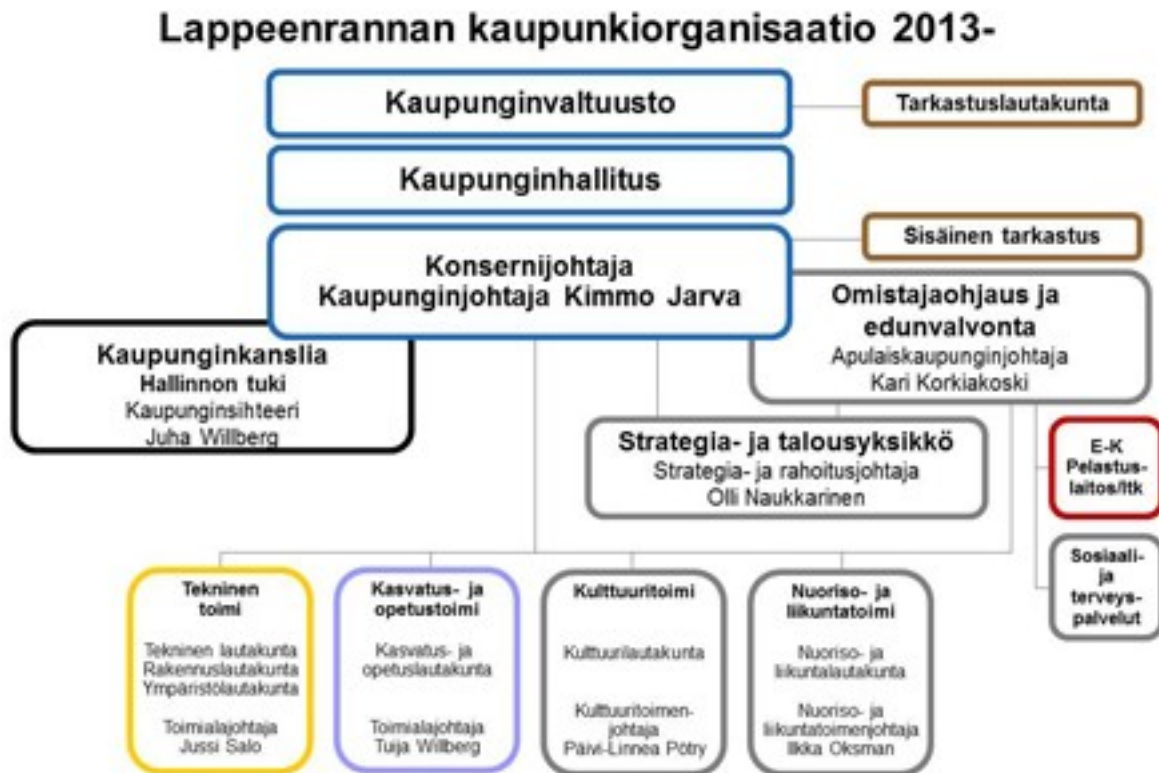 Lappeenrannan kaupunkiorganisaatio 2013-
Kaupunginvaltuusto
Tarkastuslautakunta
Kaupunginhallitus
Sisäinen tarkastus
Konsernijohtaja
Kaupunginjohtaja Kimmo Jarva
Omistajaohjaus ja
edunvalvonta
Apulaiskaupunginjohtaja
Kari Korkiakoski
Kaupunginkanslia
Hallinnon tuki
Kaupunginsihteeri
Juha Willberg
Strategia- ja talousyksikkö
Strategia- ja rahoitusjohtaja
Olli Naukkarinen
E-K
Pelastus-
laitos/ltk
Sosiaali-
ja
terveys-
palvelut
Tekninen
toimi
Tekninen lautakunta
Rakennuslautakunta
Ympäristölautakunta
Toimialajohtaja
Jussi Salo
Kasvatus- ja
opetustoimi
Kasvatus- ja
opetuslautakunta
Toimialajohtaja
Tuija Willberg
Kulttuuritoimi
Kulttuurilautakunta
Kulttuuritoimen-
johtaja
Päivi-Linnea Pötry
Nuoriso- ja
liikuntatoimi
Nuoriso- ja
liikuntalautakunta
Nuoriso- ja
liikuntatoimenjohtaja
Ilkka Oksman